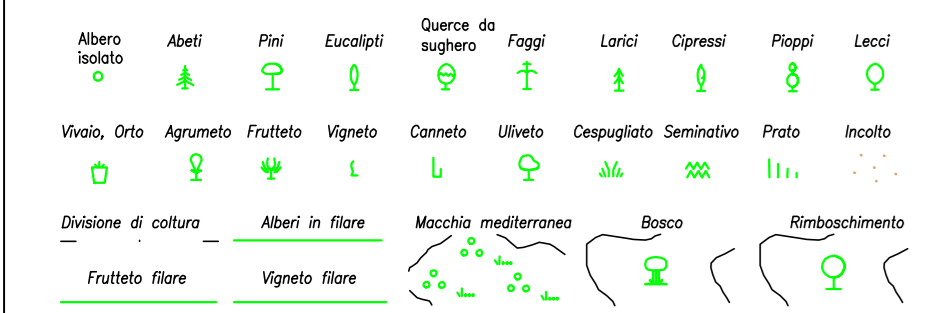 Albero isolato
Abeti
Pini
Eucalipti
Querce da sughero
Faggi
Larici
Cipressi
Pioppi
Lecci
Vivaio, Orto
Agrumeto
Frutteto
Vigneto
Canneto
Uliveto
Cespugliato
Seminativo
Prato
Incolto
Divisione di coltura
Alberi in filare
Macchia mediterranea
Bosco
Rimboschimento
Frutteto filare
Vigneto filare